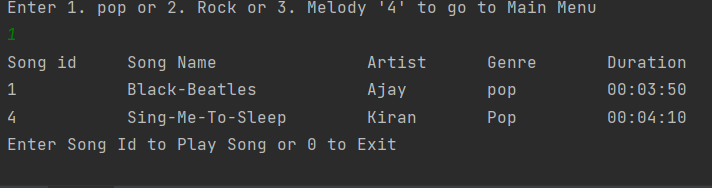 Enter 1. pop or 2. Rock or 3. Melody '4' to go to Main Menu
1
Song id Song Name Artist Genre Duration
1 Black-Beatles Ajay pop 00:03:50
4 Sing-Me-To-Sleep Kiran Pop 00:04:10
Enter Song Id to Play Song or 0 to Exit